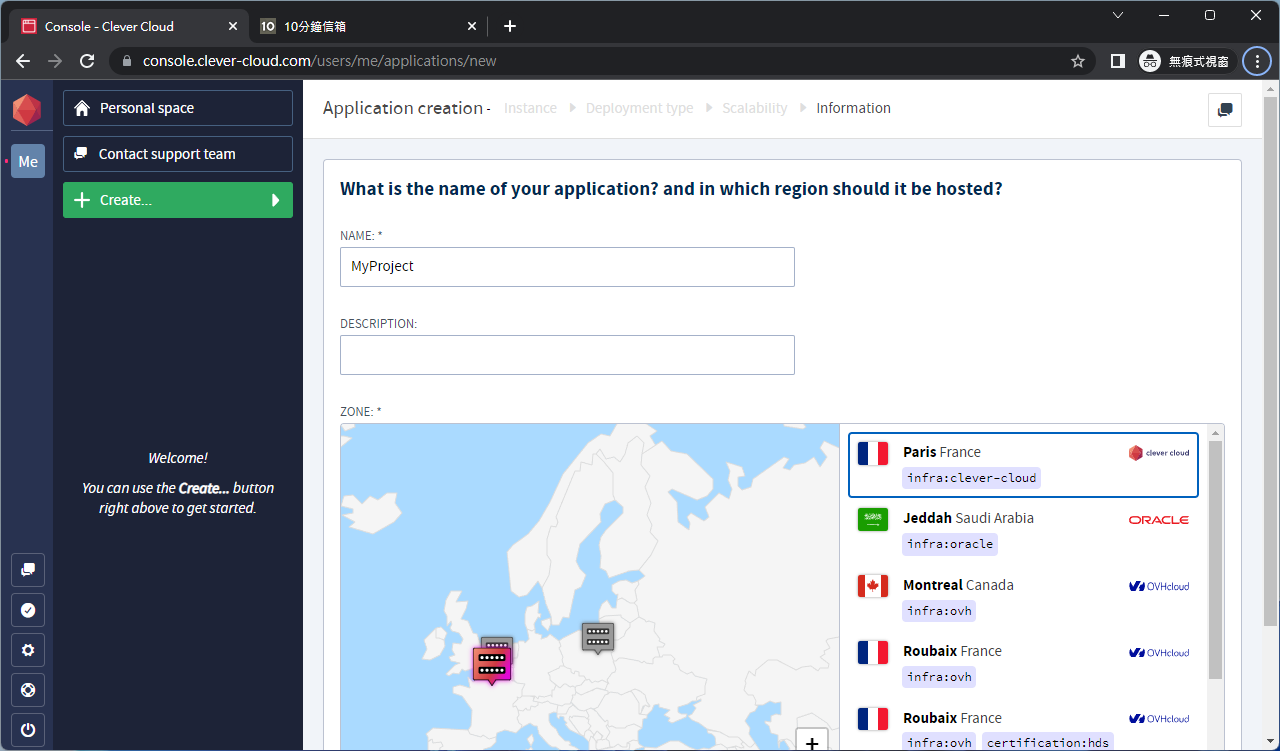 Console - Clever Cloud
10 10分鐘信箱
console.clever-cloud.com/users/me/applications/new
無痕式視窗
Me
Personal space
Contact support team
Create...
Welcome!
You can use the Create... button
right above to get started.
Application creation - Instance Deployment type Scalability Information
What is the name of your application? and in which region should it be hosted?
NAME: *
MyProject
DESCRIPTION:
ZONE: *
+
Paris France
clever cloud
infra:clever-cloud
Jeddah Saudi Arabia
ORACLE
infra:oracle
Montreal Canada
OVHcloud
infra:ovh
Roubaix France
OVHcloud
infra:ovh
Roubaix France
OVHcloud
infra:ovh certification:hds